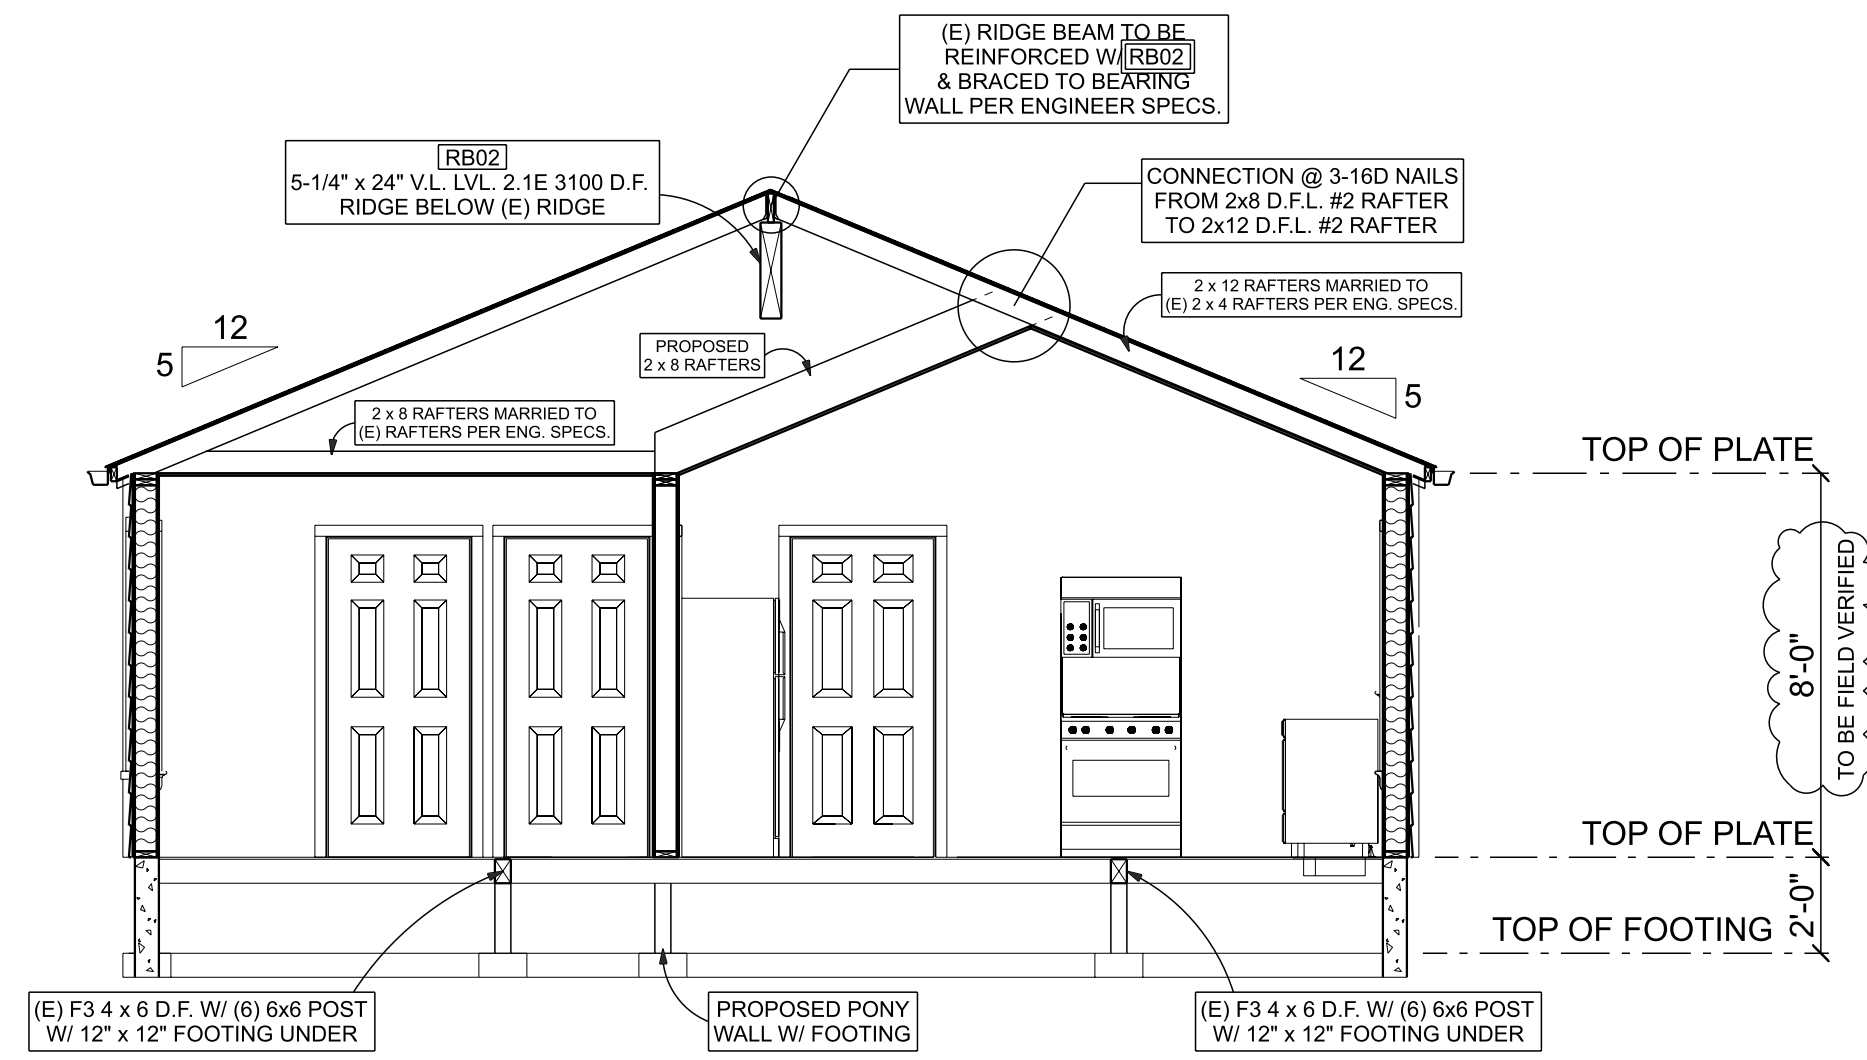 (E) RIDGE BEAM TO BE
REINFORCED W/ RB02
& BRACED TO BEARING
WALL PER ENGINEER SPECS.
RB02
5-1/4" x 24" V.L. LVL. 2.1E 3100 D.F.
RIDGE BELOW (E) RIDGE
CONNECTION @ 3-16D NAILS
FROM 2x8 D.F.L. #2 RAFTER
TO 2x12 D.F.L. #2 RAFTER
2 x 12 RAFTERS MARRIED TO
(E) 2 x 4 RAFTERS PER ENG. SPECS.
12
5
PROPOSED
2 x 8 RAFTERS
12
5
2 x 8 RAFTERS MARRIED TO
(E) RAFTERS PER ENG. SPECS.
TOP OF PLATE
8'-0"
TO BE FIELD VERIFIED
TOP OF PLATE
2'-0"
TOP OF FOOTING
(E) F3 4 x 6 D.F. W/ (6) 6x6 POST
W/ 12" x 12" FOOTING UNDER
PROPOSED PONY
WALL W/ FOOTING
(E) F3 4 x 6 D.F. W/ (6) 6x6 POST
W/ 12" x 12" FOOTING UNDER